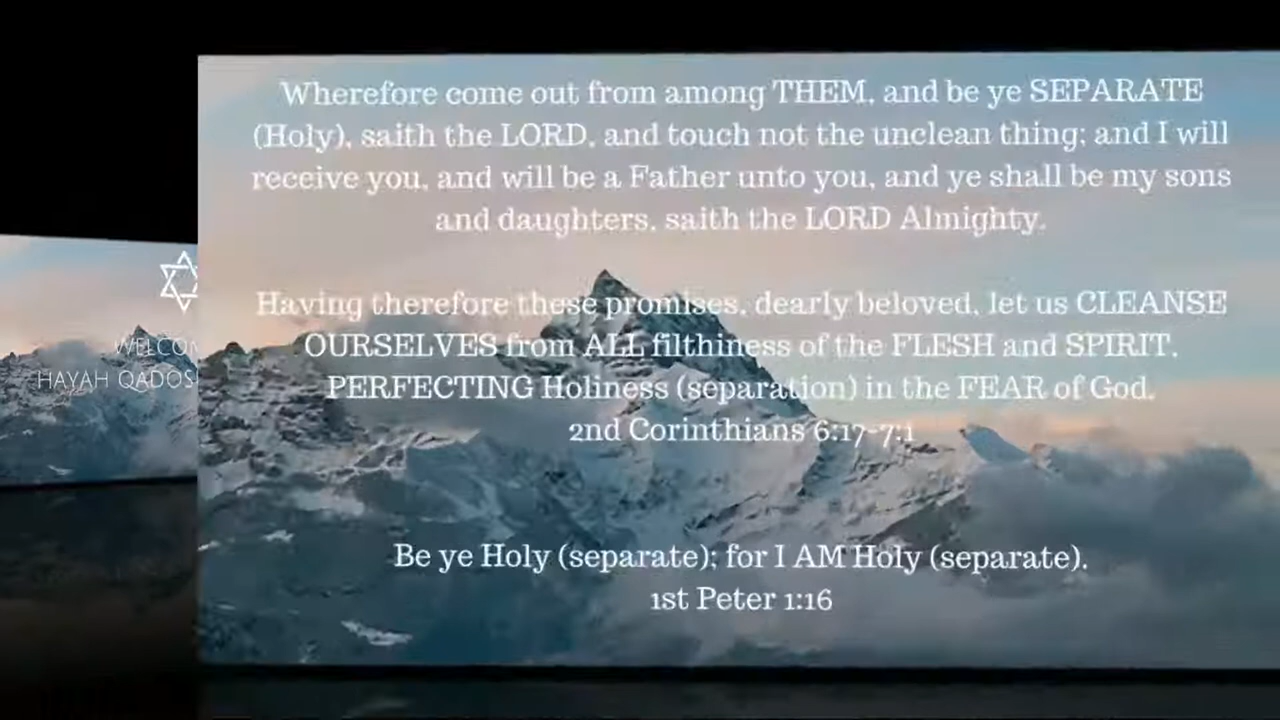 Wherefore come out from among THEM, and be ye SEPARATE
(Holy), saith the LORD, and touch not the unclean thing; and I will
receive you, and will be a Father unto you, and ye shall be my sons
and daughters, saith the LORD Almighty.
Having therefore these promises, dearly beloved, let us CLEANSE
OURSELVES from ALL filthiness of the FLESH and SPIRIT,
PERFECTING Holiness (separation) in the FEAR of God.
2nd Corinthians 6:17-7:1
Be ye Holy (separate); for I AM Holy (separate).
1st Peter 1:16
WELCOM
HAYAH QADOS